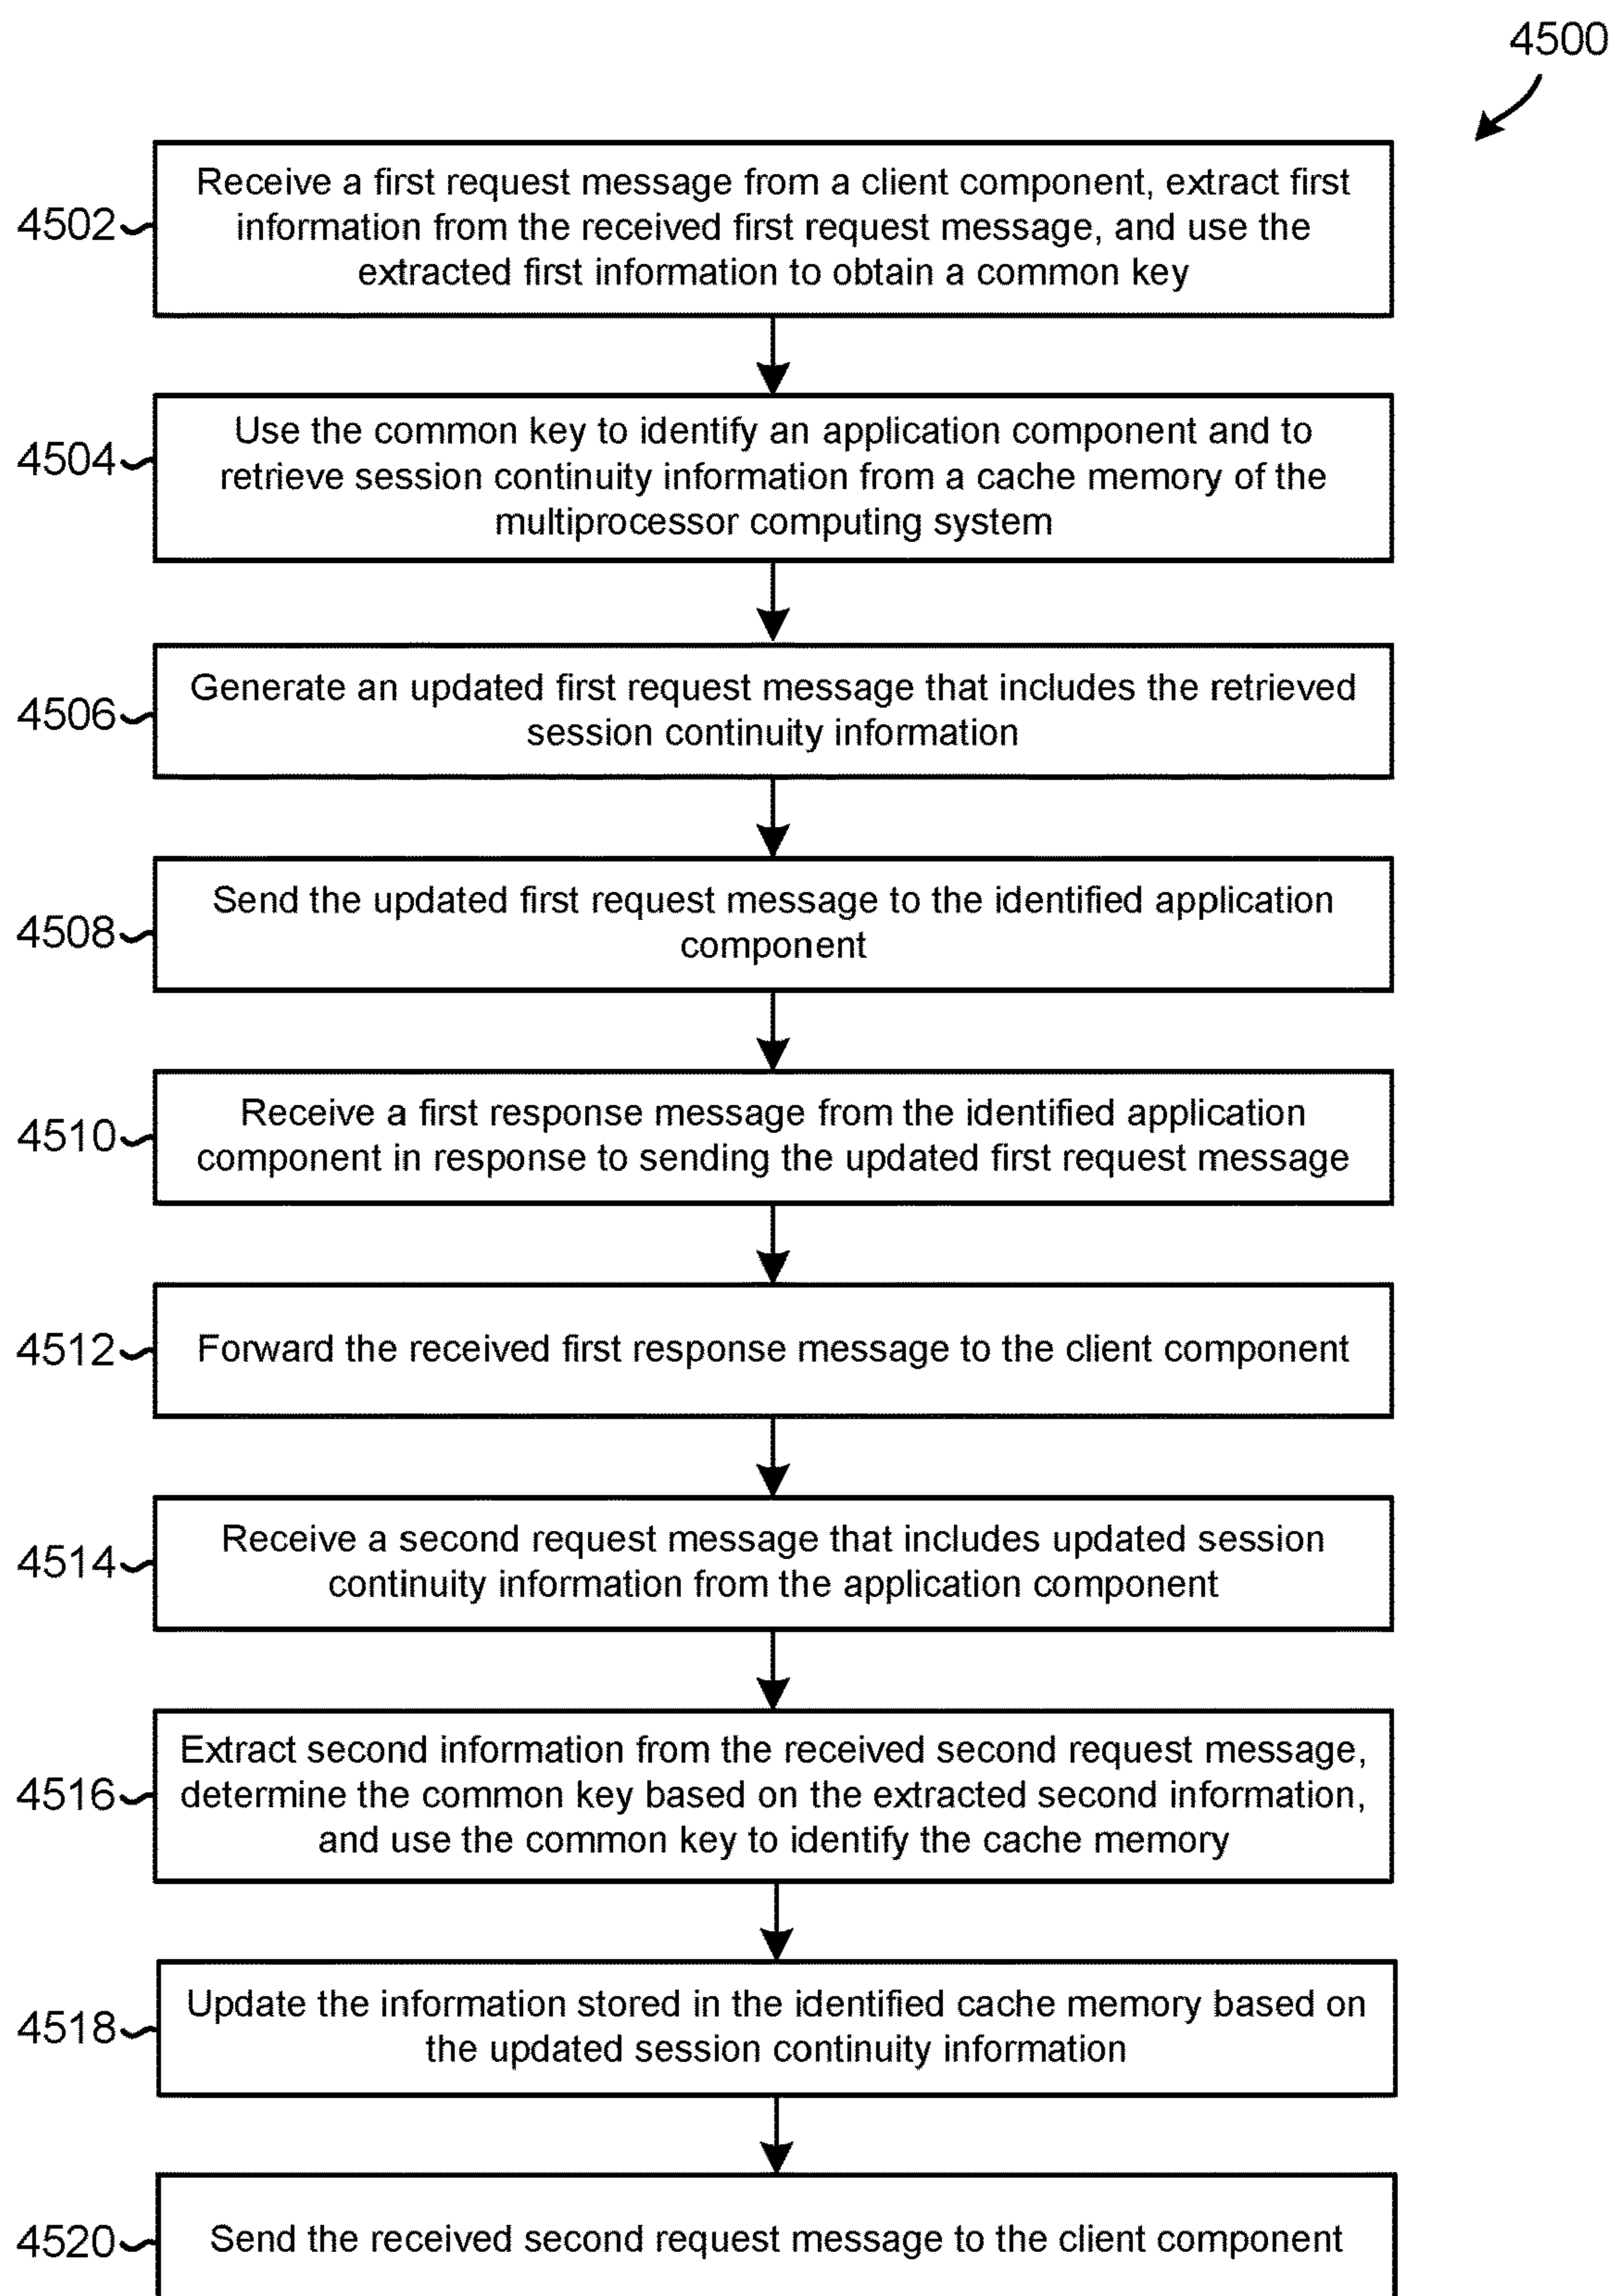 4500
4502
Receive a first request message from a client component, extract first
information from the received first request message, and use the
extracted first information to obtain a common key
4504
Use the common key to identify an application component and to
retrieve session continuity information from a cache memory of the
multiprocessor computing system
4506
Generate an updated first request message that includes the retrieved
session continuity information
4508
Send the updated first request message to the identified application
component
4510
Receive a first response message from the identified application
component in response to sending the updated first request message
4512
Forward the received first response message to the client component
4514
Receive a second request message that includes updated session
continuity information from the application component
4516
Extract second information from the received second request message,
determine the common key based on the extracted second information,
and use the common key to identify the cache memory
4518
Update the information stored in the identified cache memory based on
the updated session continuity information
4520
Send the received second request message to the client component